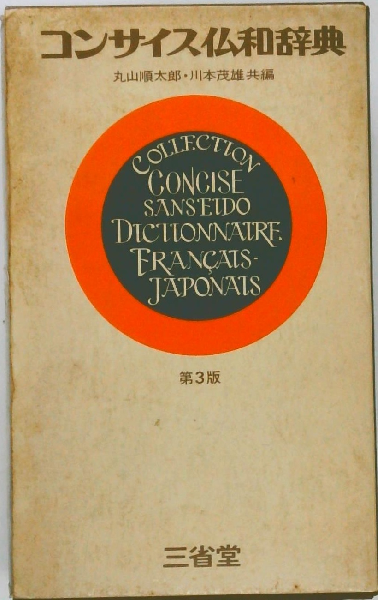 コンサイス仏和辞典
丸山順太郎・川本茂雄共編
COLLECTION
CONCISE
SANSEIDO
DICTIONNAIRE
FRANÇAIS-
JAPONAIS
第3版
三省堂